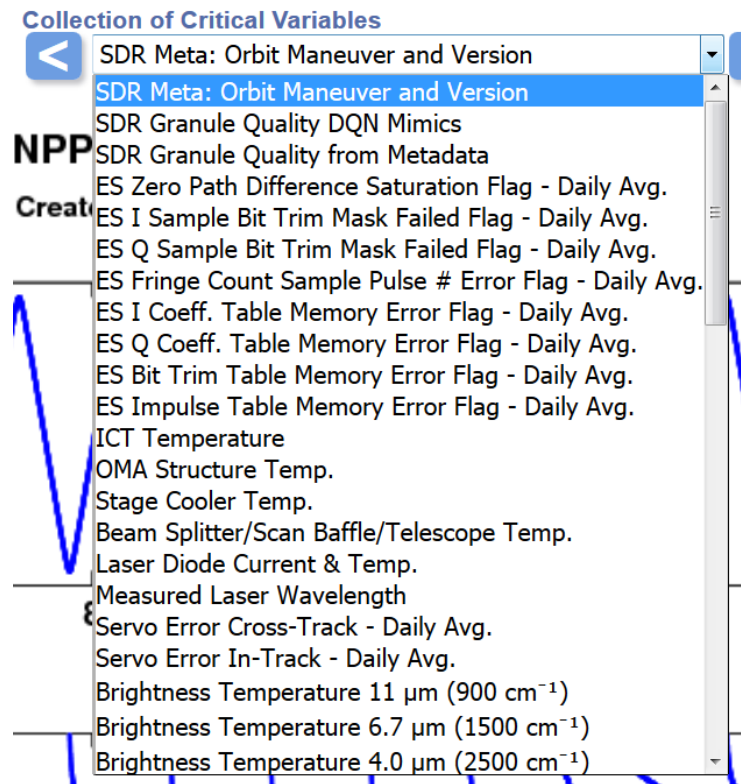 Collection of Critical Variables
<
SDR Meta: Orbit Maneuver and Version
SDR Meta: Orbit Maneuver and Version
SDR Granule Quality DQN Mimics
NPP
SDR Granule Quality from Metadata
ES Zero Path Difference Saturation Flag - Daily Avg.
ES I Sample Bit Trim Mask Failed Flag - Daily Avg.
ES Q Sample Bit Trim Mask Failed Flag - Daily Avg.
ES Fringe Count Sample Pulse # Error Flag - Daily Avg.
ES I Coeff. Table Memory Error Flag - Daily Avg.
ES Q Coeff. Table Memory Error Flag - Daily Avg.
ES Bit Trim Table Memory Error Flag - Daily Avg.
ES Impulse Table Memory Error Flag - Daily Avg.
ICT Temperature
OMA Structure Temp.
Stage Cooler Temp.
Beam Splitter/Scan Baffle/Telescope Temp.
Laser Diode Current & Temp.
Measured Laser Wavelength
Servo Error Cross-Track - Daily Avg.
Servo Error In-Track - Daily Avg.
Brightness Temperature 11 µm (900 cm⁻¹)
Brightness Temperature 6.7 µm (1500 cm⁻¹)
Brightness Temperature 4.0 µm (2500 cm⁻¹)